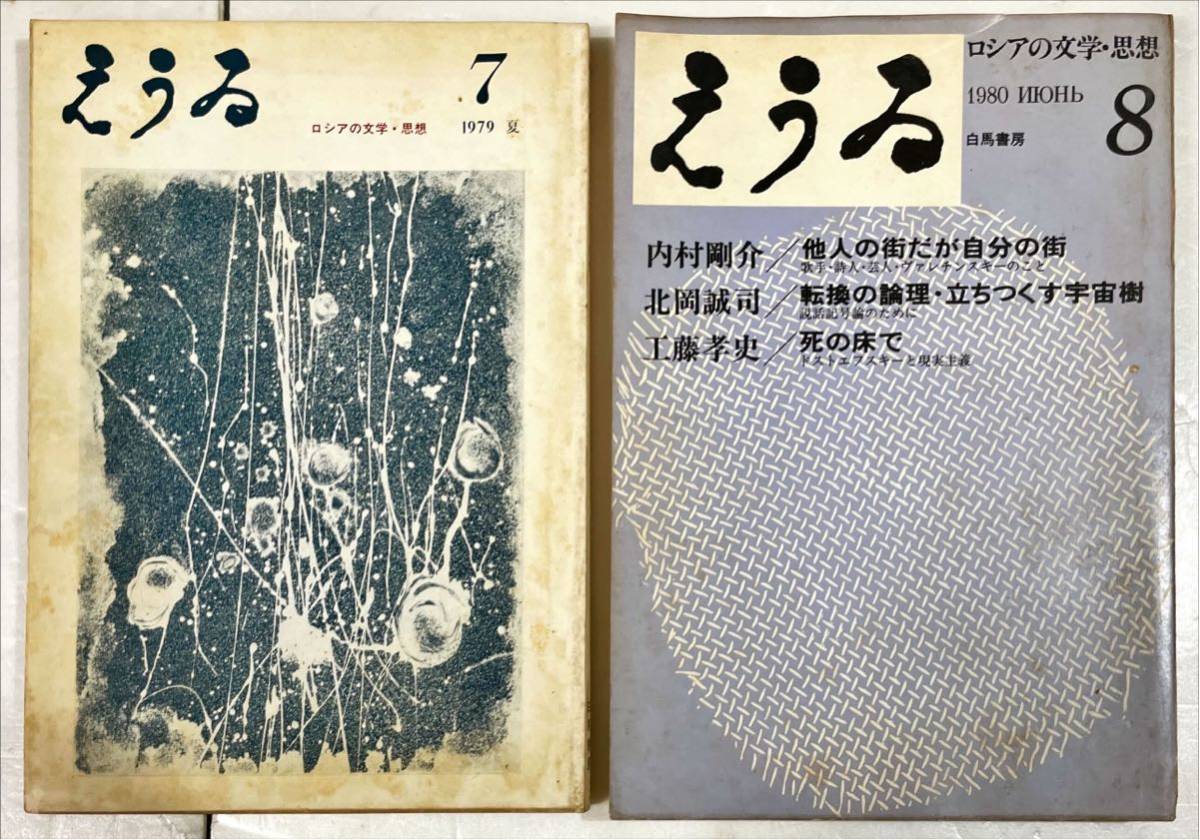 えうゐ
7
ロシアの文学・思想
1979 夏
えうゐ
ロシアの文学・思想
1980 ИЮНЬ
8
白馬書房
内村剛介／他人の街だが自分の街
歌手・詩人・芸人・ヴァレチンスキーのこと
北岡誠司／転換の論理・立ちつくす宇宙樹
説話記号論のために
工藤孝史／死の床で
ドストエフスキーと現実主義